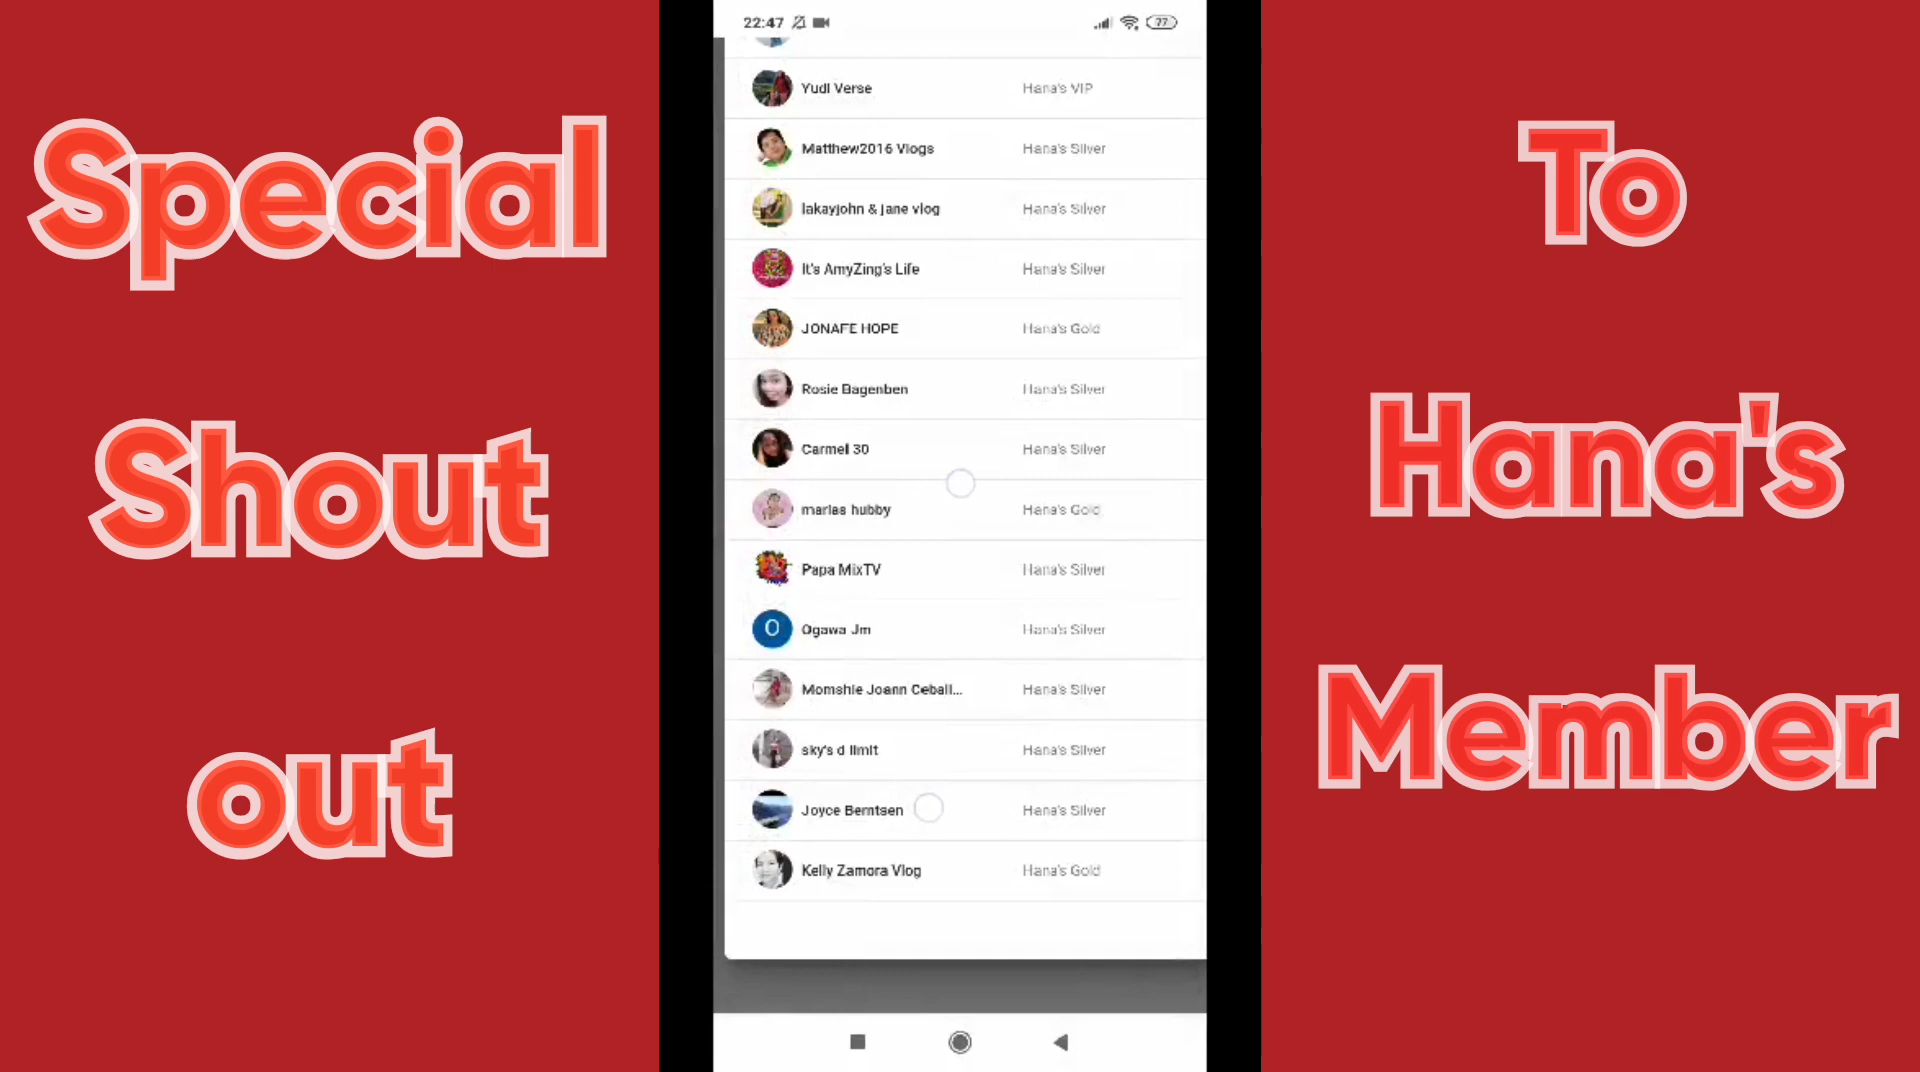 Special
Shout
out
22:47
77
Yudi Verse Hana's VIP
Matthew2016 Vlogs Hana's Silver
lakayjohn & jane vlog Hana's Silver
It's AmyZing's Life Hana's Silver
JONAFE HOPE Hana's Gold
Rosie Bagenben Hana's Silver
Carmel 30 Hana's Silver
marias hubby Hana's Gold
Papa MixTV Hana's Silver
O
Ogawa Jm Hana's Silver
Momshie Joann Ceball... Hana's Silver
sky's d limit Hana's Silver
Joyce Berntsen Hana's Silver
Kelly Zamora Vlog Hana's Gold
To
Hana's
Member